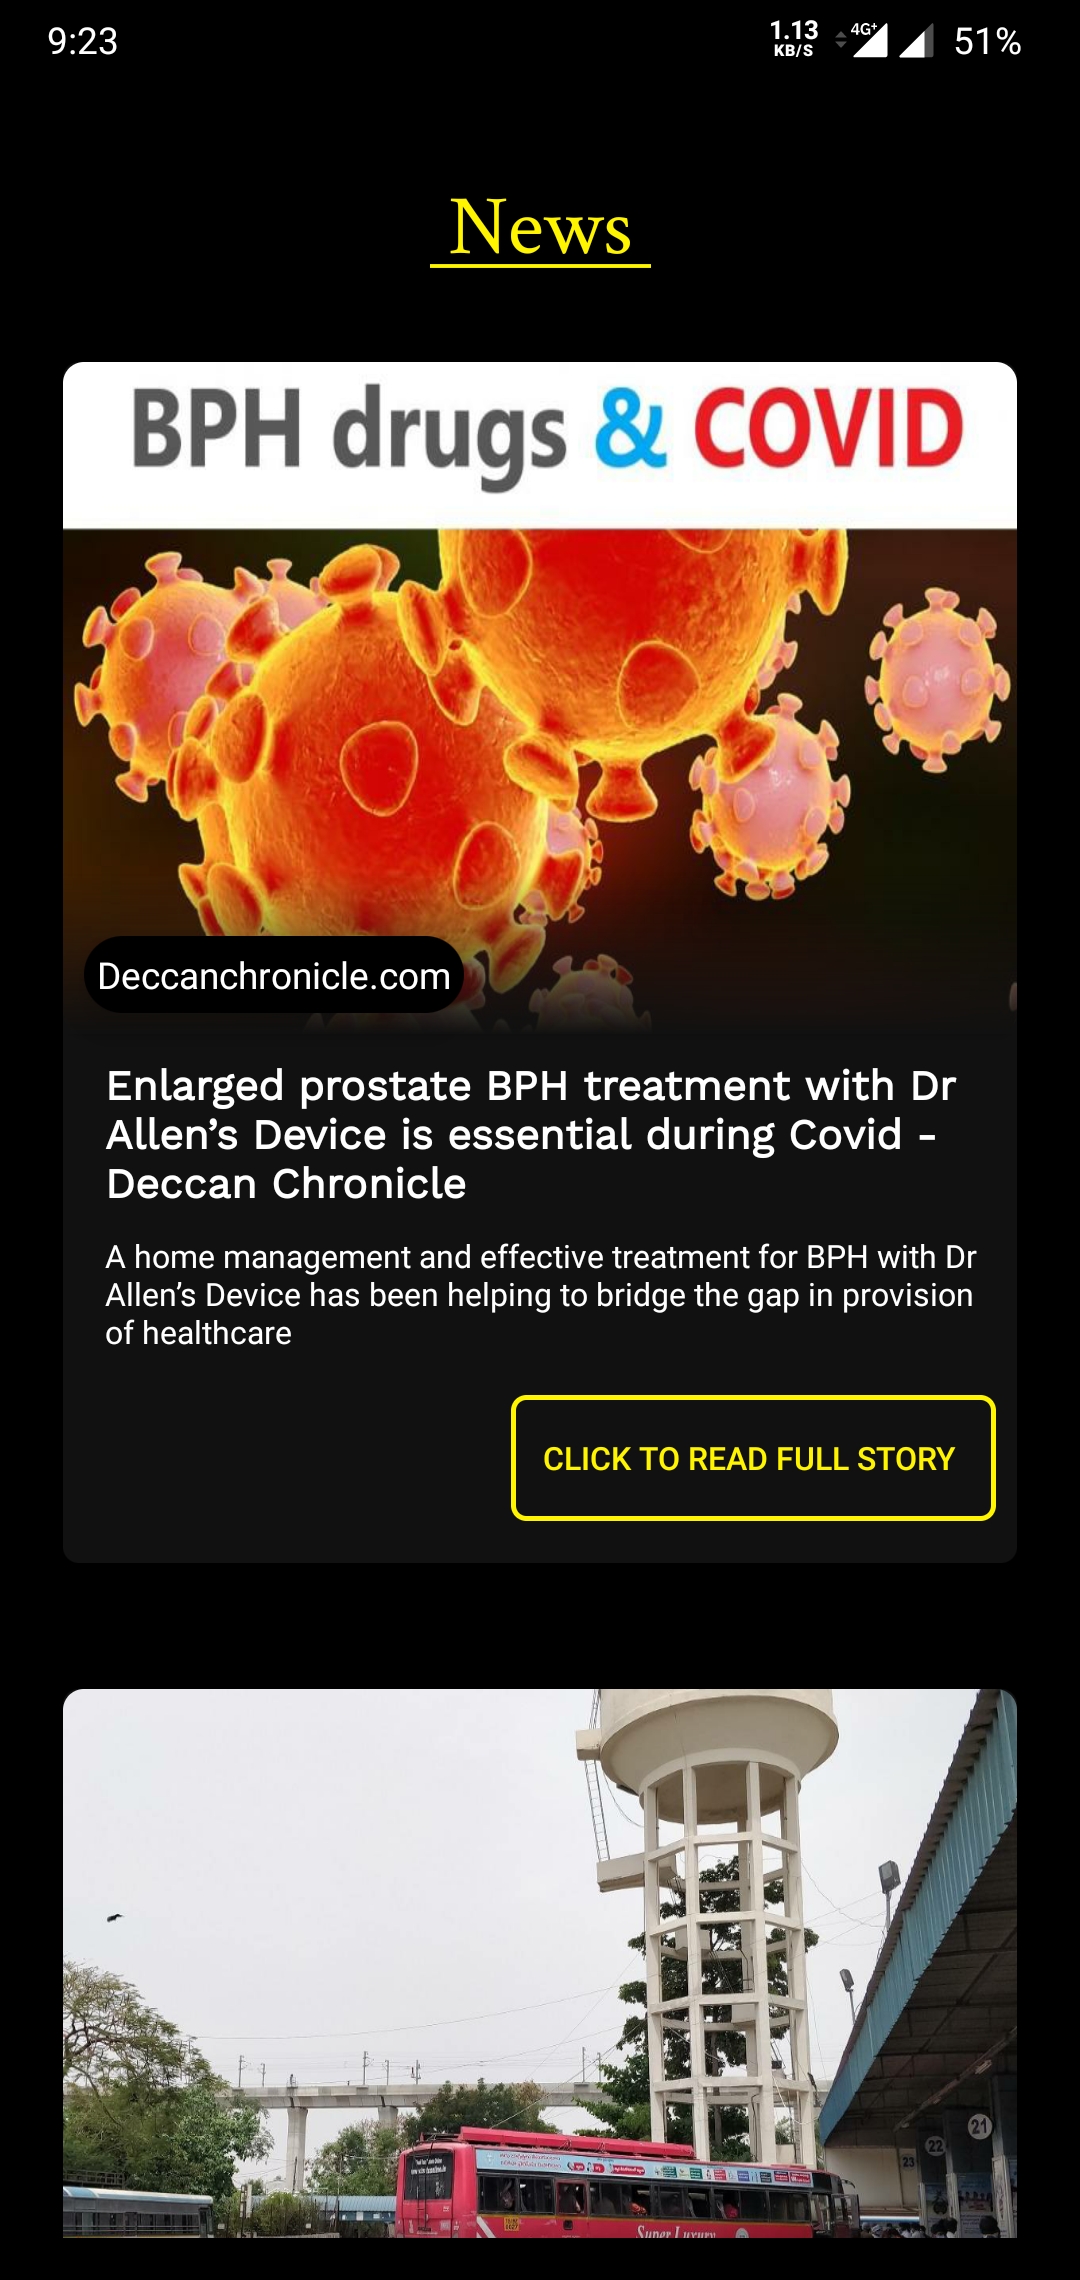 9:23
1.13
KB/S
4G+
51%
News
BPH drugs & COVID
Deccanchronicle.com
Enlarged prostate BPH treatment with Dr
Allen’s Device is essential during Covid -
Deccan Chronicle
A home management and effective treatment for BPH with Dr
Allen’s Device has been helping to bridge the gap in provision
of healthcare
CLICK TO READ FULL STORY
21
22
23
Super Luxury